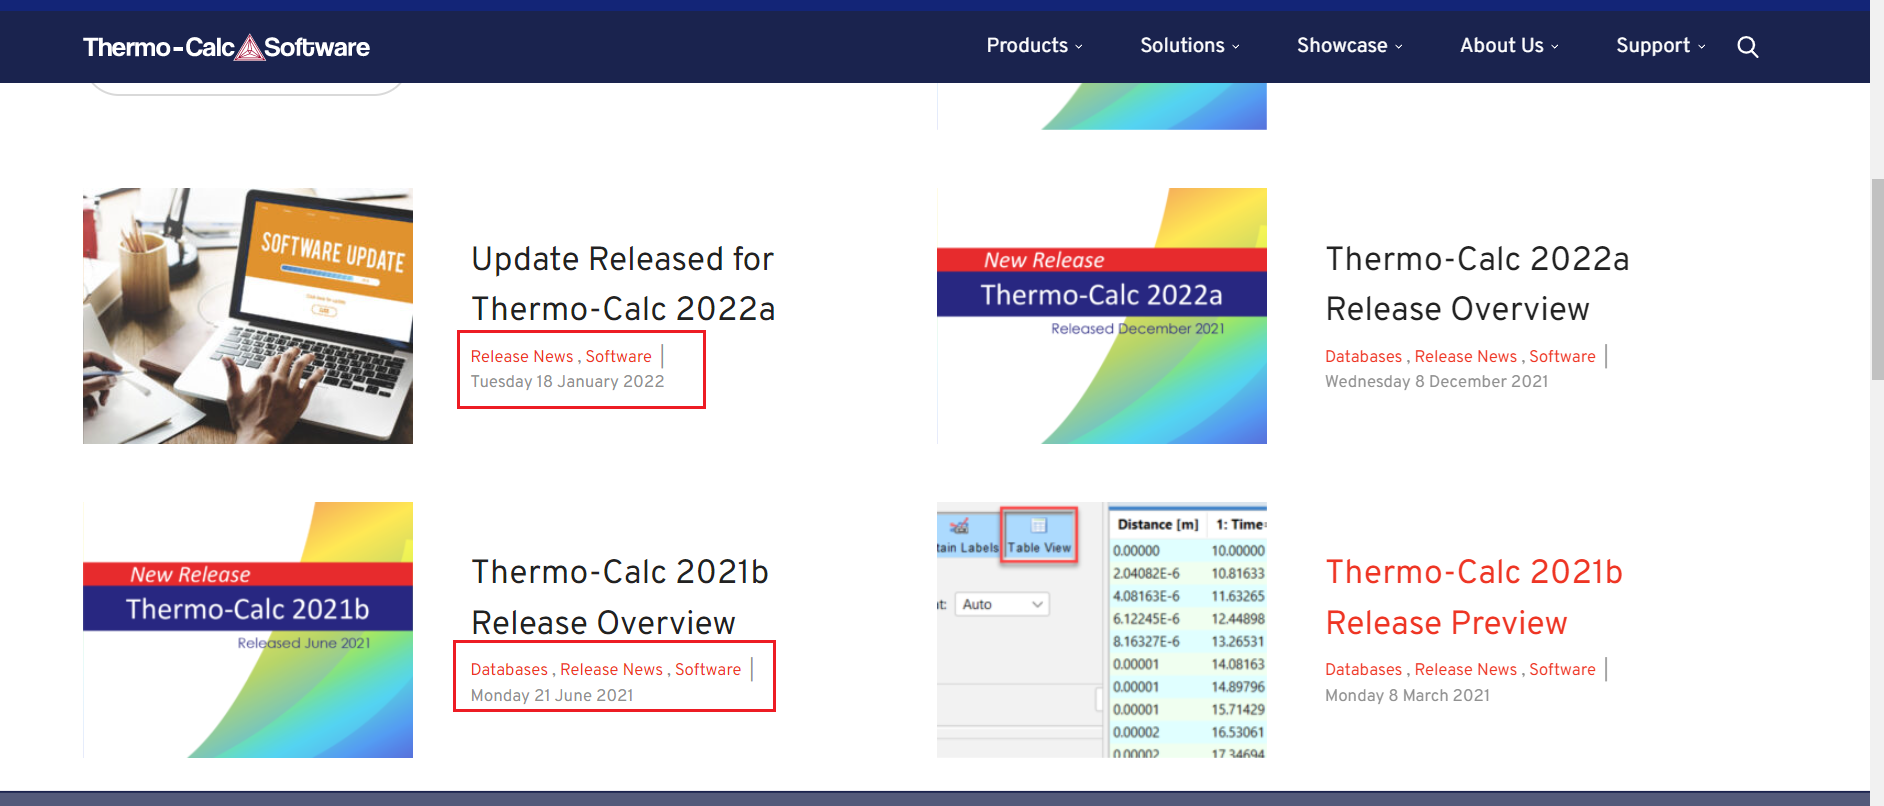 Thermo-Calc Software
Products
Solutions
Showcase
About Us
Support
SOFTWARE UPDATE
Update Released for
Thermo-Calc 2022a
Release News , Software |
Tuesday 18 January 2022
New Release
Thermo-Calc 2022a
Released December 2021
Thermo-Calc 2022a
Release Overview
Databases , Release News , Software |
Wednesday 8 December 2021
New Release
Thermo-Calc 2021b
Released June 2021
Thermo-Calc 2021b
Release Overview
Databases , Release News , Software |
Monday 21 June 2021
tain Labels Table View
Auto
Distance [m] 1: Time=
0.00000 10.00000
2.04082E-6 10.81633
4.08163E-6 11.63265
6.12245E-6 12.44898
8.16327E-6 13.26531
0.00001 14.08163
0.00001 14.89796
0.00001 15.71429
0.00002 16.53061
0.00002 17.34694
Thermo-Calc 2021b
Release Preview
Databases , Release News , Software |
Monday 8 March 2021